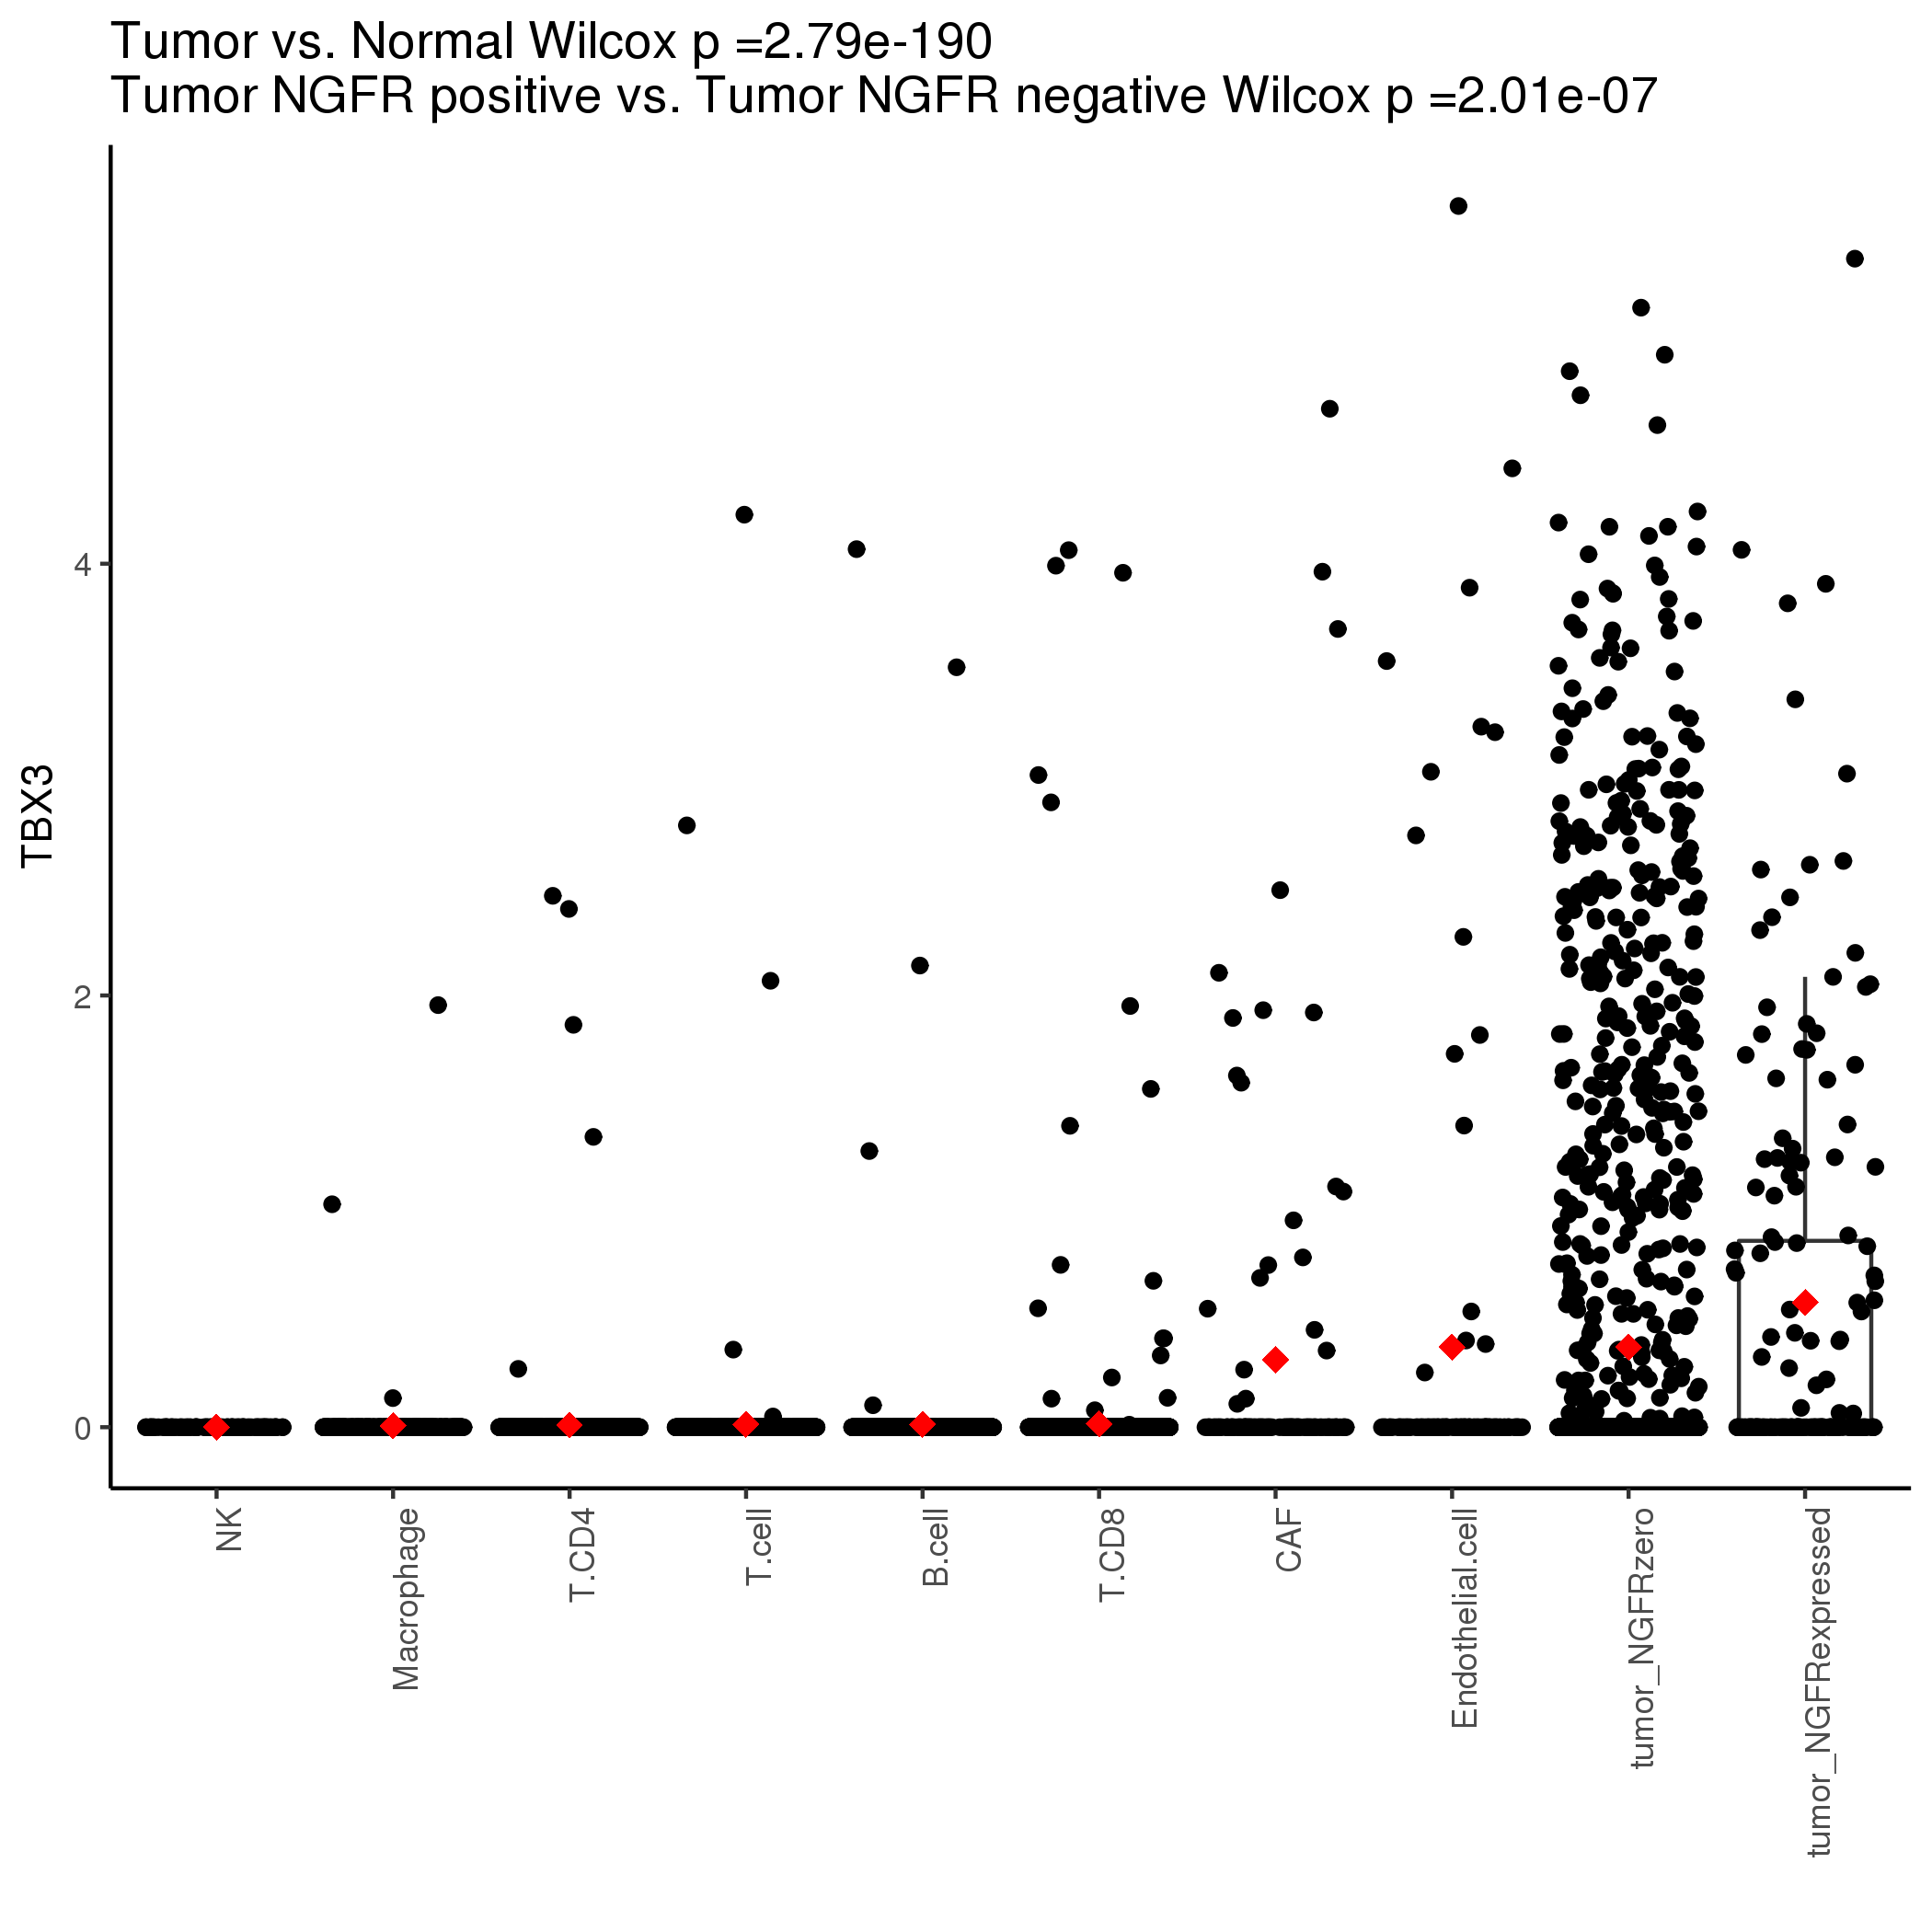 Tumor vs. Normal Wilcox p =2.79e-190
Tumor NGFR positive vs. Tumor NGFR negative Wilcox p =2.01e-07
TBX3
4
2
0
NK
Macrophage
T.CD4
T.cell
B.cell
T.CD8
CAF
Endothelial.cell
tumor_NGFRzero
tumor_NGFRexpressed